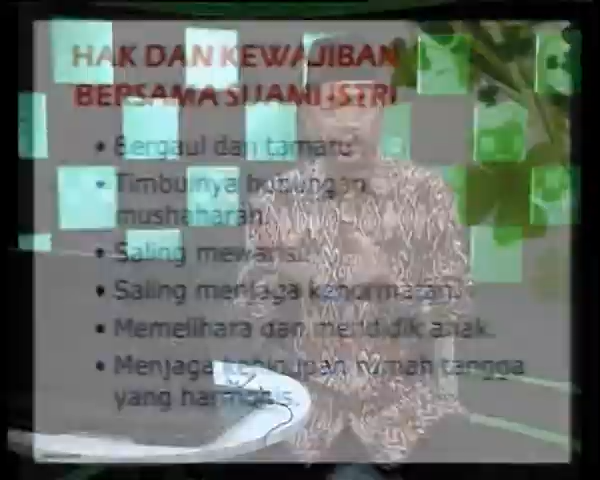 HAK DAN KEWAJIBAN
BERSAMA SUAMI ISTRI
• Bergaul dan tamattu'
• Timbulnya hubungan
mushaharah
• Saling mewarisi.
• Saling menjaga kehormatan.
• Memelihara dan mendidik anak.
• Menjaga kehidupan rumah tangga
yang harmonis.